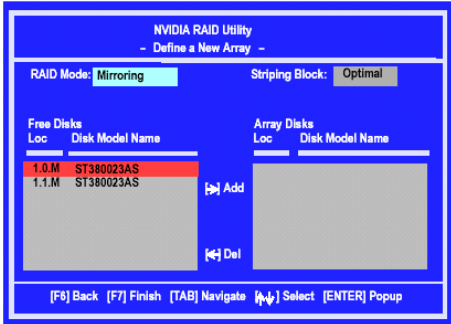 NVIDIA RAID Utility
– Define a New Array –
RAID Mode: Mirroring Striping Block: Optimal
Free Disks Array Disks
Loc Disk Model Name Loc Disk Model Name
1.0.M ST380023AS
1.1.M ST380023AS
[→] Add
[←] Del
[F6] Back [F7] Finish [TAB] Navigate [↑↓] Select [ENTER] Popup